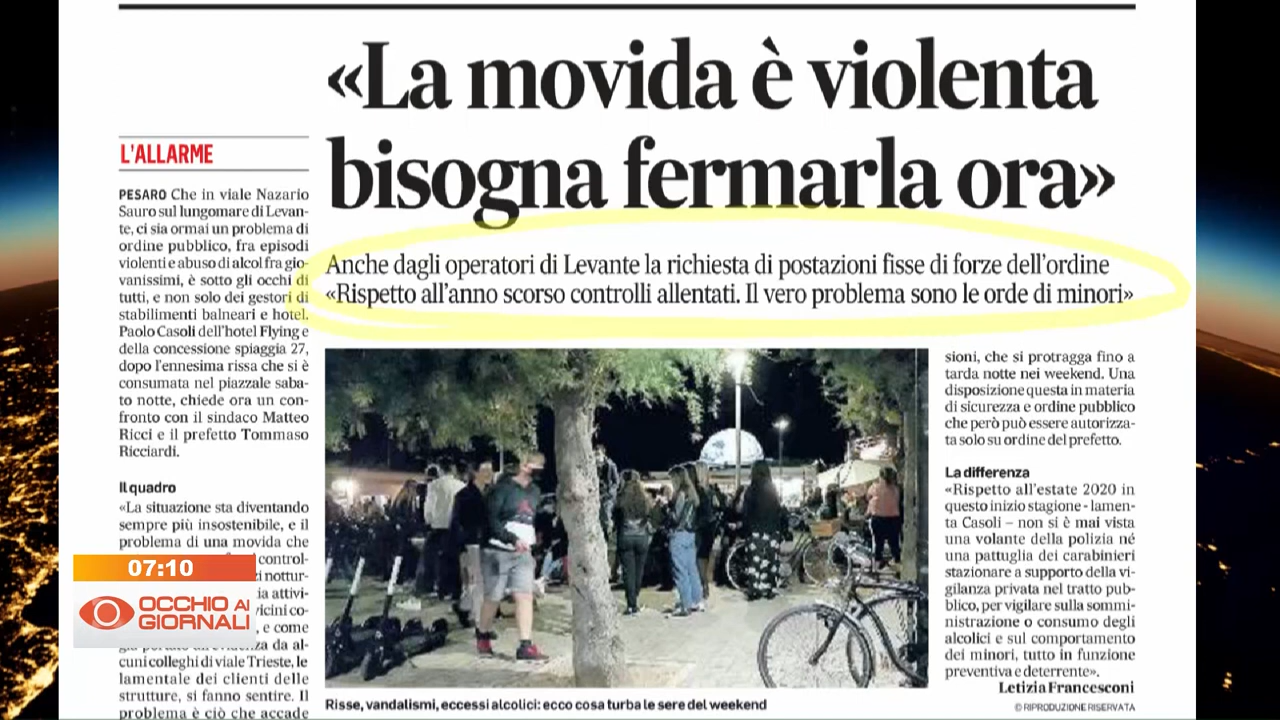 «La movida è violenta
bisogna fermarla ora»
Anche dagli operatori di Levante la richiesta di postazioni fisse di forze dell'ordine
«Rispetto all'anno scorso controlli allentati. Il vero problema sono le orde di minori»
L'ALLARME
PESARO Che in viale Nazario
Sauro sul lungomare di Levan-
te, ci sia ormai un problema di
ordine pubblico, fra episodi
violenti e abuso di alcol fra gio-
vanissimi, è sotto gli occhi di
tutti, e non solo dei gestori di
stabilimenti balneari e hotel.
Paolo Casoli dell'hotel Flying e
della concessione spiaggia 27,
dopo l'ennesima rissa che si è
consumata nel piazzale saba-
to notte, chiede ora un con-
fronto con il sindaco Matteo
Ricci e il prefetto Tommaso
Ricciardi.
Il quadro
«La situazione sta diventando
sempre più insostenibile, e il
problema di una movida che
control-
i nottur-
ia attivi-
vicini co-
, e come
da al-
cuni colleghi di viale Trieste, le
lamentale dei clienti delle
strutture, si fanno sentire. Il
problema è ciò che accade
07:10
OCCHIO AI
GIORNALI
Risse, vandalismi, eccessi alcolici: ecco cosa turba le sere del weekend
sioni, che si protragga fino a
tarda notte nei weekend. Una
disposizione questa in materia
di sicurezza e ordine pubblico
che però può essere autorizza-
ta solo su ordine del prefetto.
La differenza
«Rispetto all'estate 2020 in
questo inizio stagione - lamen-
ta Casoli – non si è mai vista
una volante della polizia né
una pattuglia dei carabinieri
stazionare a supporto della vi-
gilanza privata nel tratto pub-
blico, per vigilare sulla sommi-
nistrazione o consumo degli
alcolici e sul comportamento
dei minori, tutto in funzione
preventiva e deterrente».
Letizia Francesconi
© RIPRODUZIONE RISERVATA